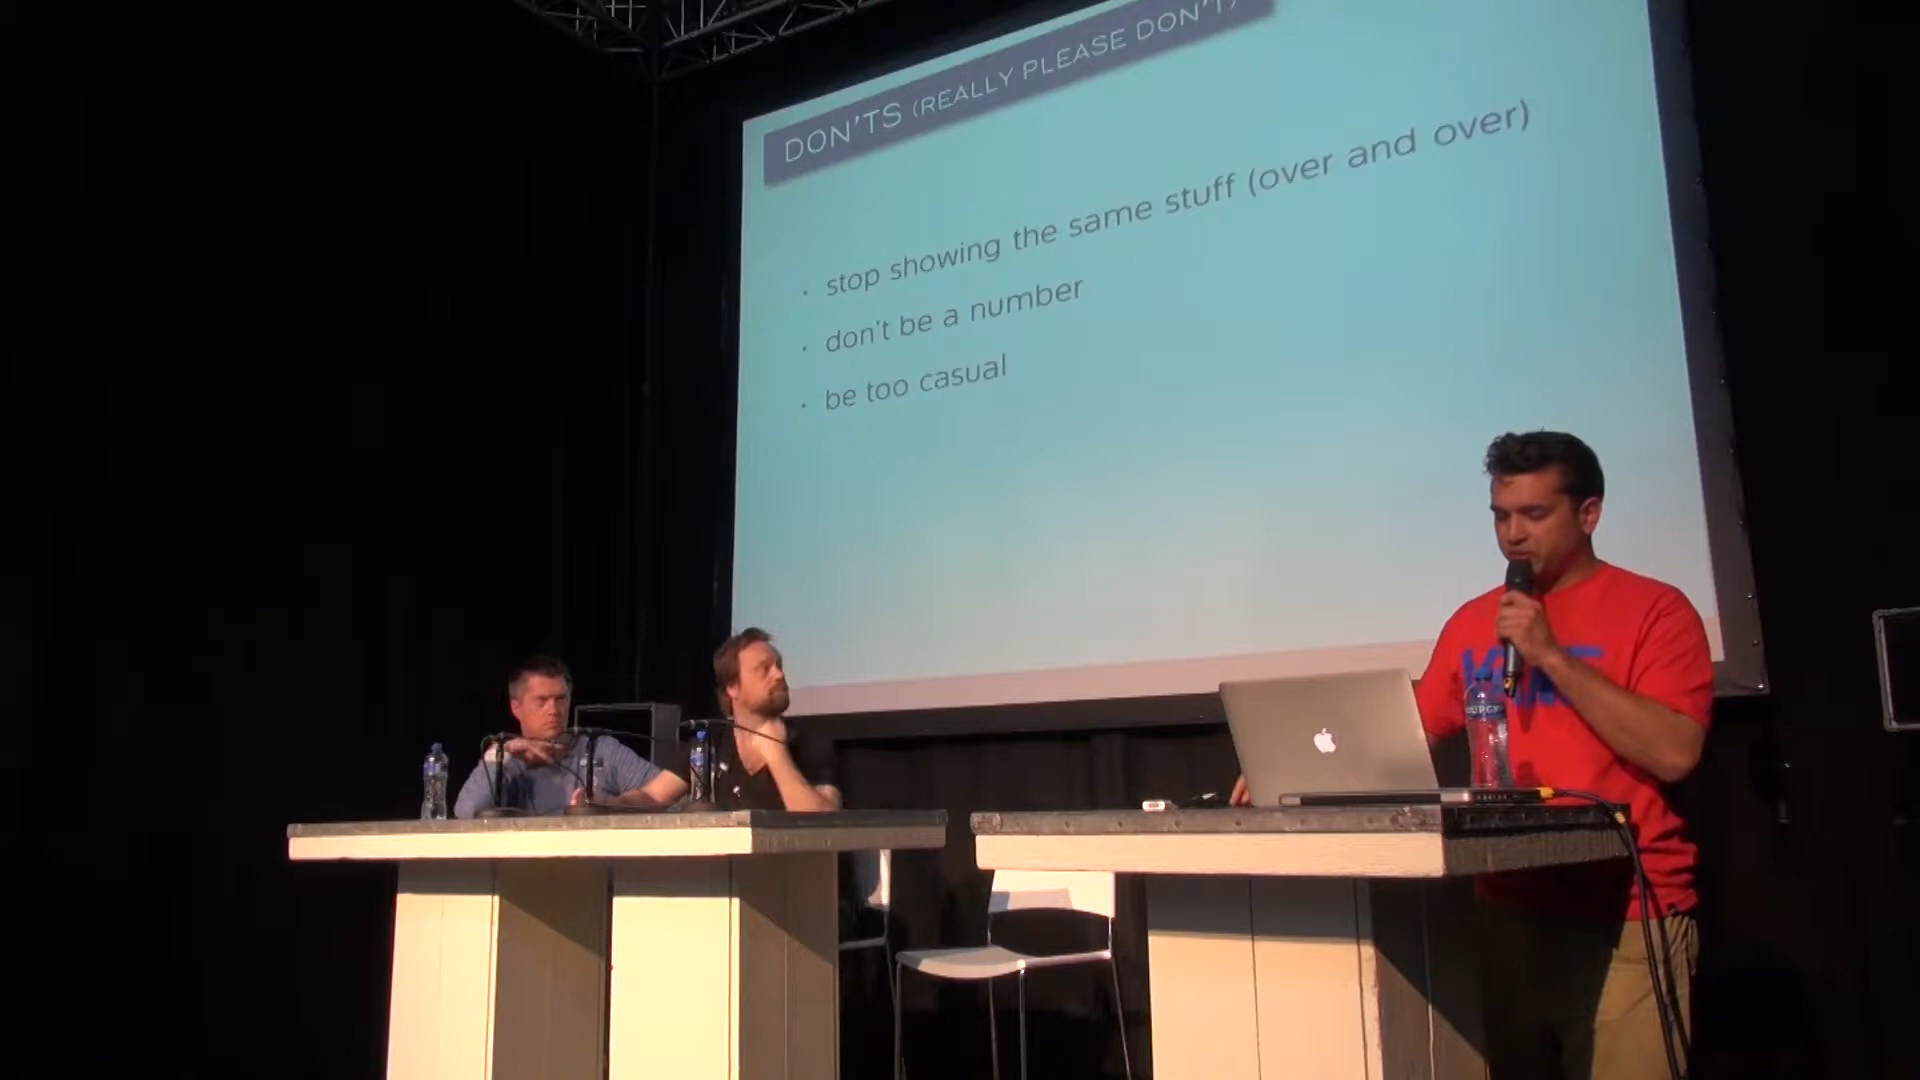 DON'TS (REALLY PLEASE DON'T)
· stop showing the same stuff (over and over)
· don't be a number
· be too casual